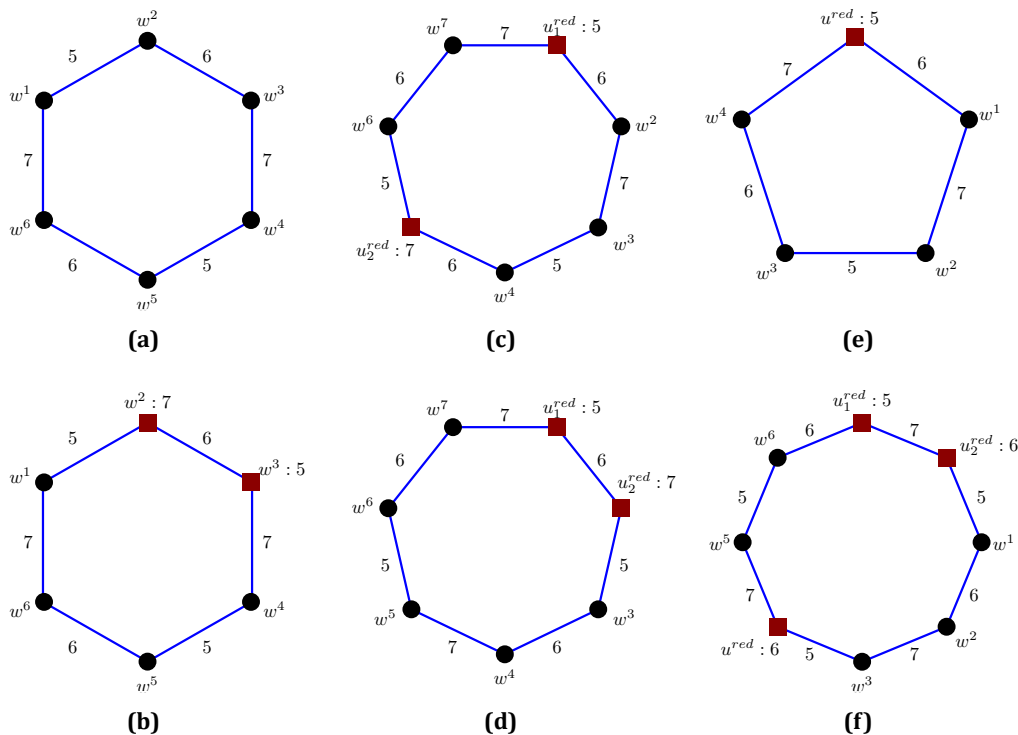 w^2
5
6
w^1
w^3
7
7
w^6
w^4
6
5
w^5
(a)
w^7
7
u_1^{red} : 5
6
6
w^6
w^2
5
7
u_2^{red} : 7
w^3
6
5
w^4
(c)
u^{red} : 5
7
6
w^4
w^1
6
7
w^3
5
w^2
(e)
w^2 : 7
5
6
w^1
w^3 : 5
7
7
w^6
w^4
6
5
w^5
(b)
w^7
7
u_1^{red} : 5
6
6
w^6
u_2^{red} : 7
5
5
w^5
w^3
7
6
w^4
(d)
u_1^{red} : 5
w^6
6
7
u_2^{red} : 6
5
5
w^5
w^1
7
6
u^{red} : 6
5
7
w^2
w^3
(f)